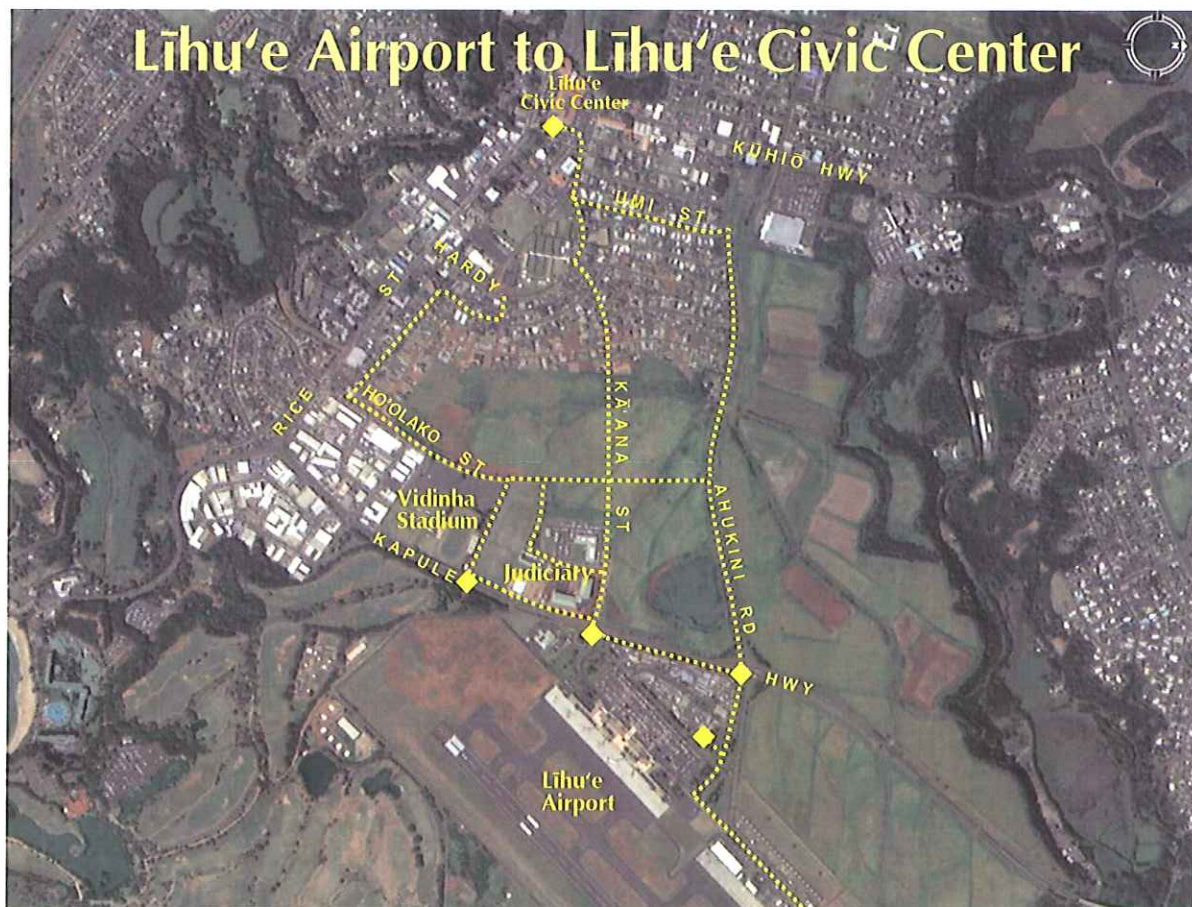 Līhu‘e Airport to Līhu‘e Civic Center
N
Līhu‘e
Civic Center
KŪHIŌ HWY
UMI ST
HARDY
ST
RICE
HO‘OLAKO ST
KĀ‘ANA ST
Vidinha
Stadium
KAPULE
Judiciary
AHUKINI RD
HWY
Līhu‘e
Airport